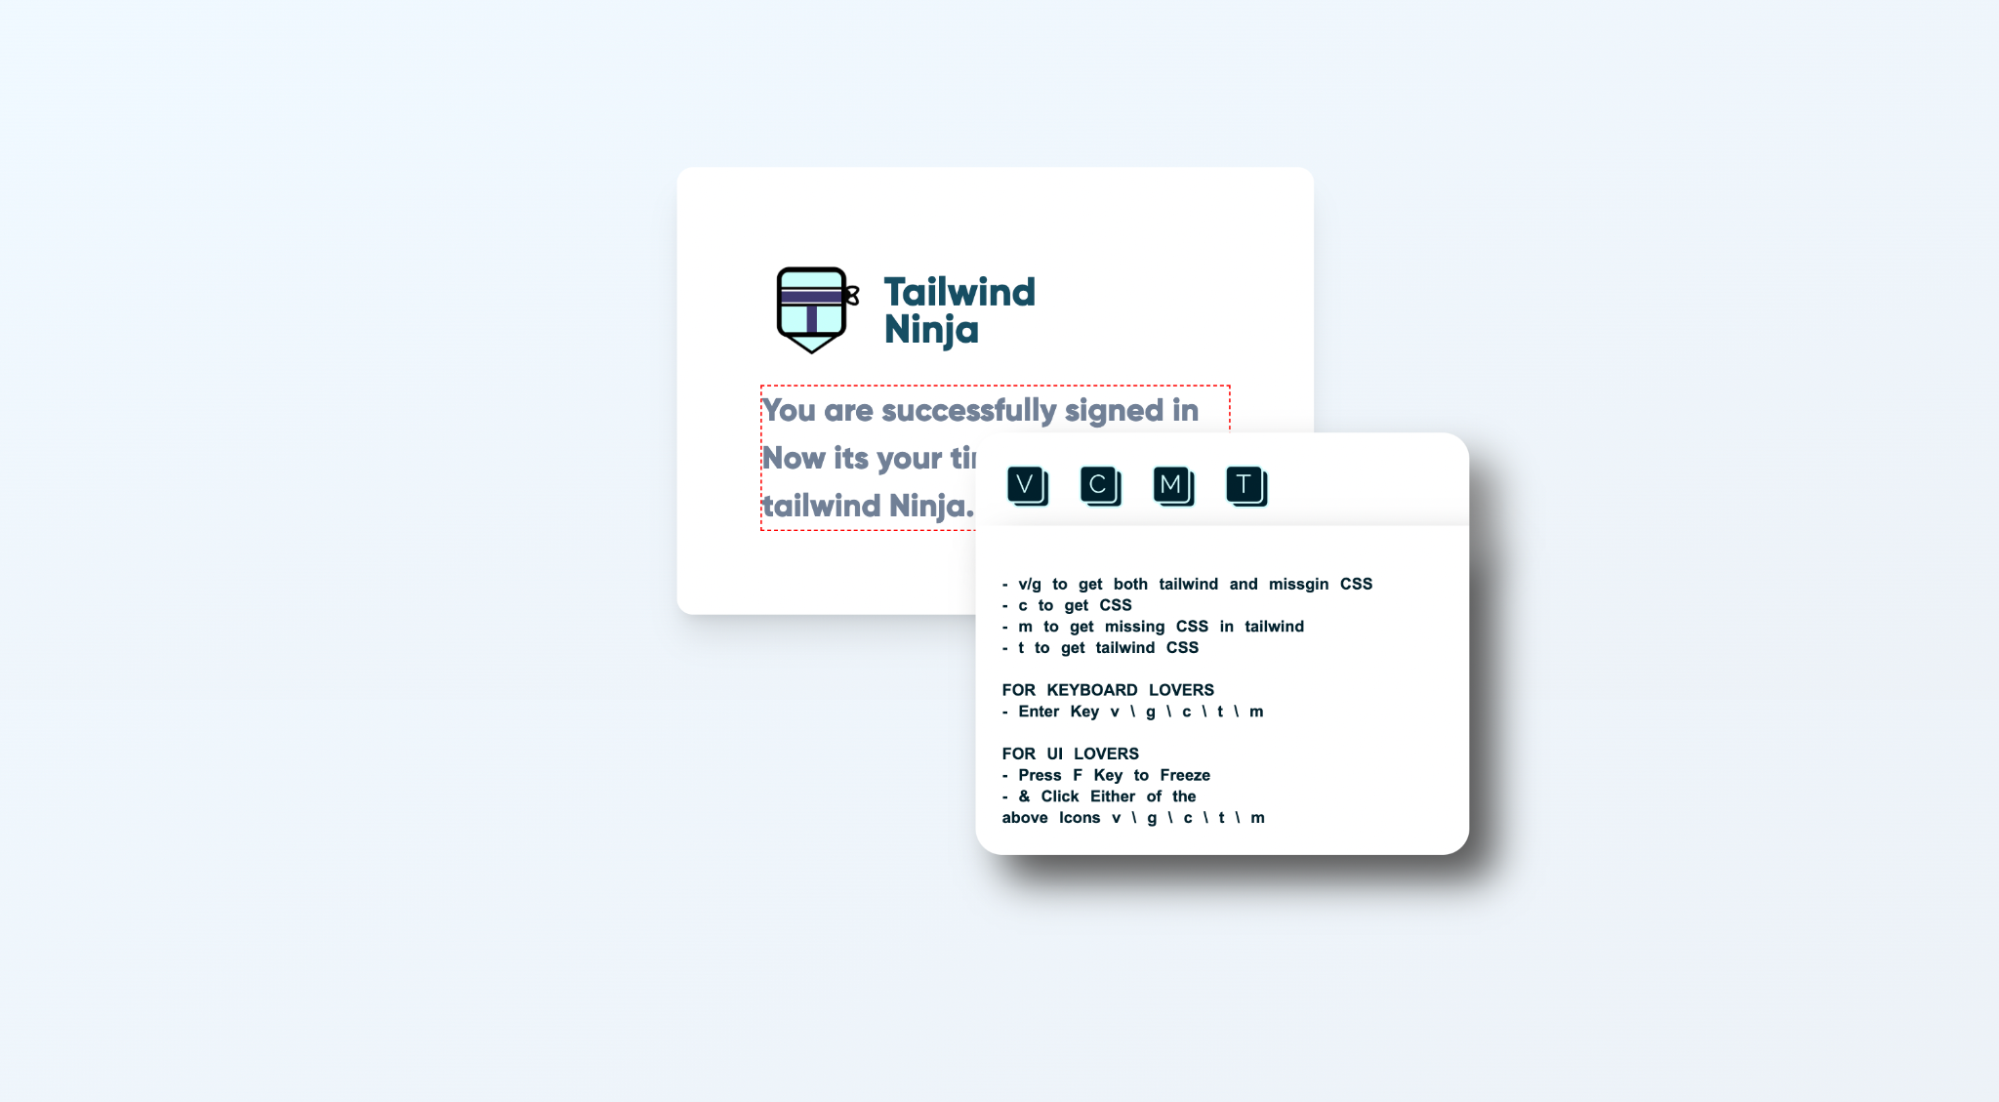 Tailwind
Ninja
You are successfully signed in
Now its your
tailwind Ninja.
V C M T
- v/g to get both tailwind and missgin CSS
- c to get CSS
- m to get missing CSS in tailwind
- t to get tailwind CSS
FOR KEYBOARD LOVERS
- Enter Key v \ g \ c \ t \ m
FOR UI LOVERS
- Press F Key to Freeze
- & Click Either of the
above Icons v \ g \ c \ t \ m